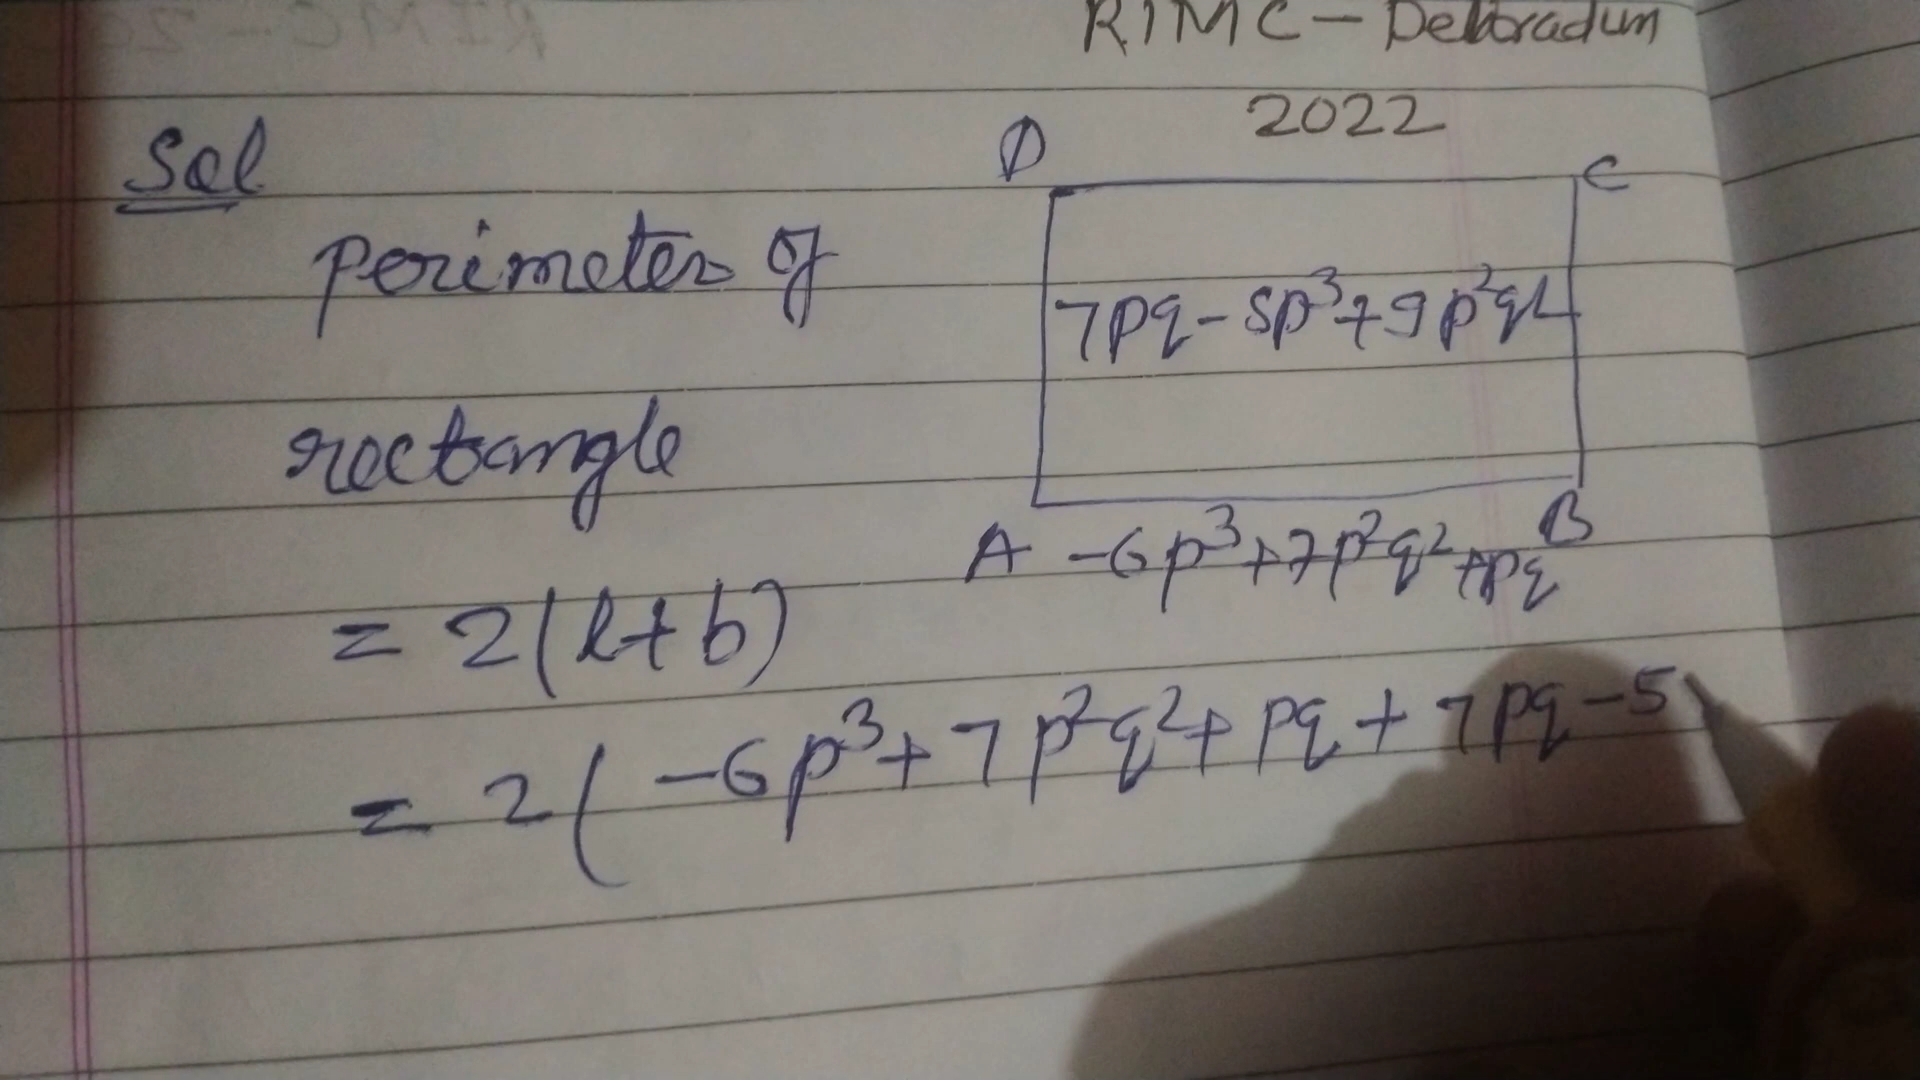 RIMC - Dehoradun
2022
Sol
D
C
perimeter of
7pq - 5p³ + 9p²q²
rectangle
A
B
-6p³ + 7p²q² + pq
= 2(l + b)
= 2( -6p³ + 7p²q² + pq + 7pq - 5